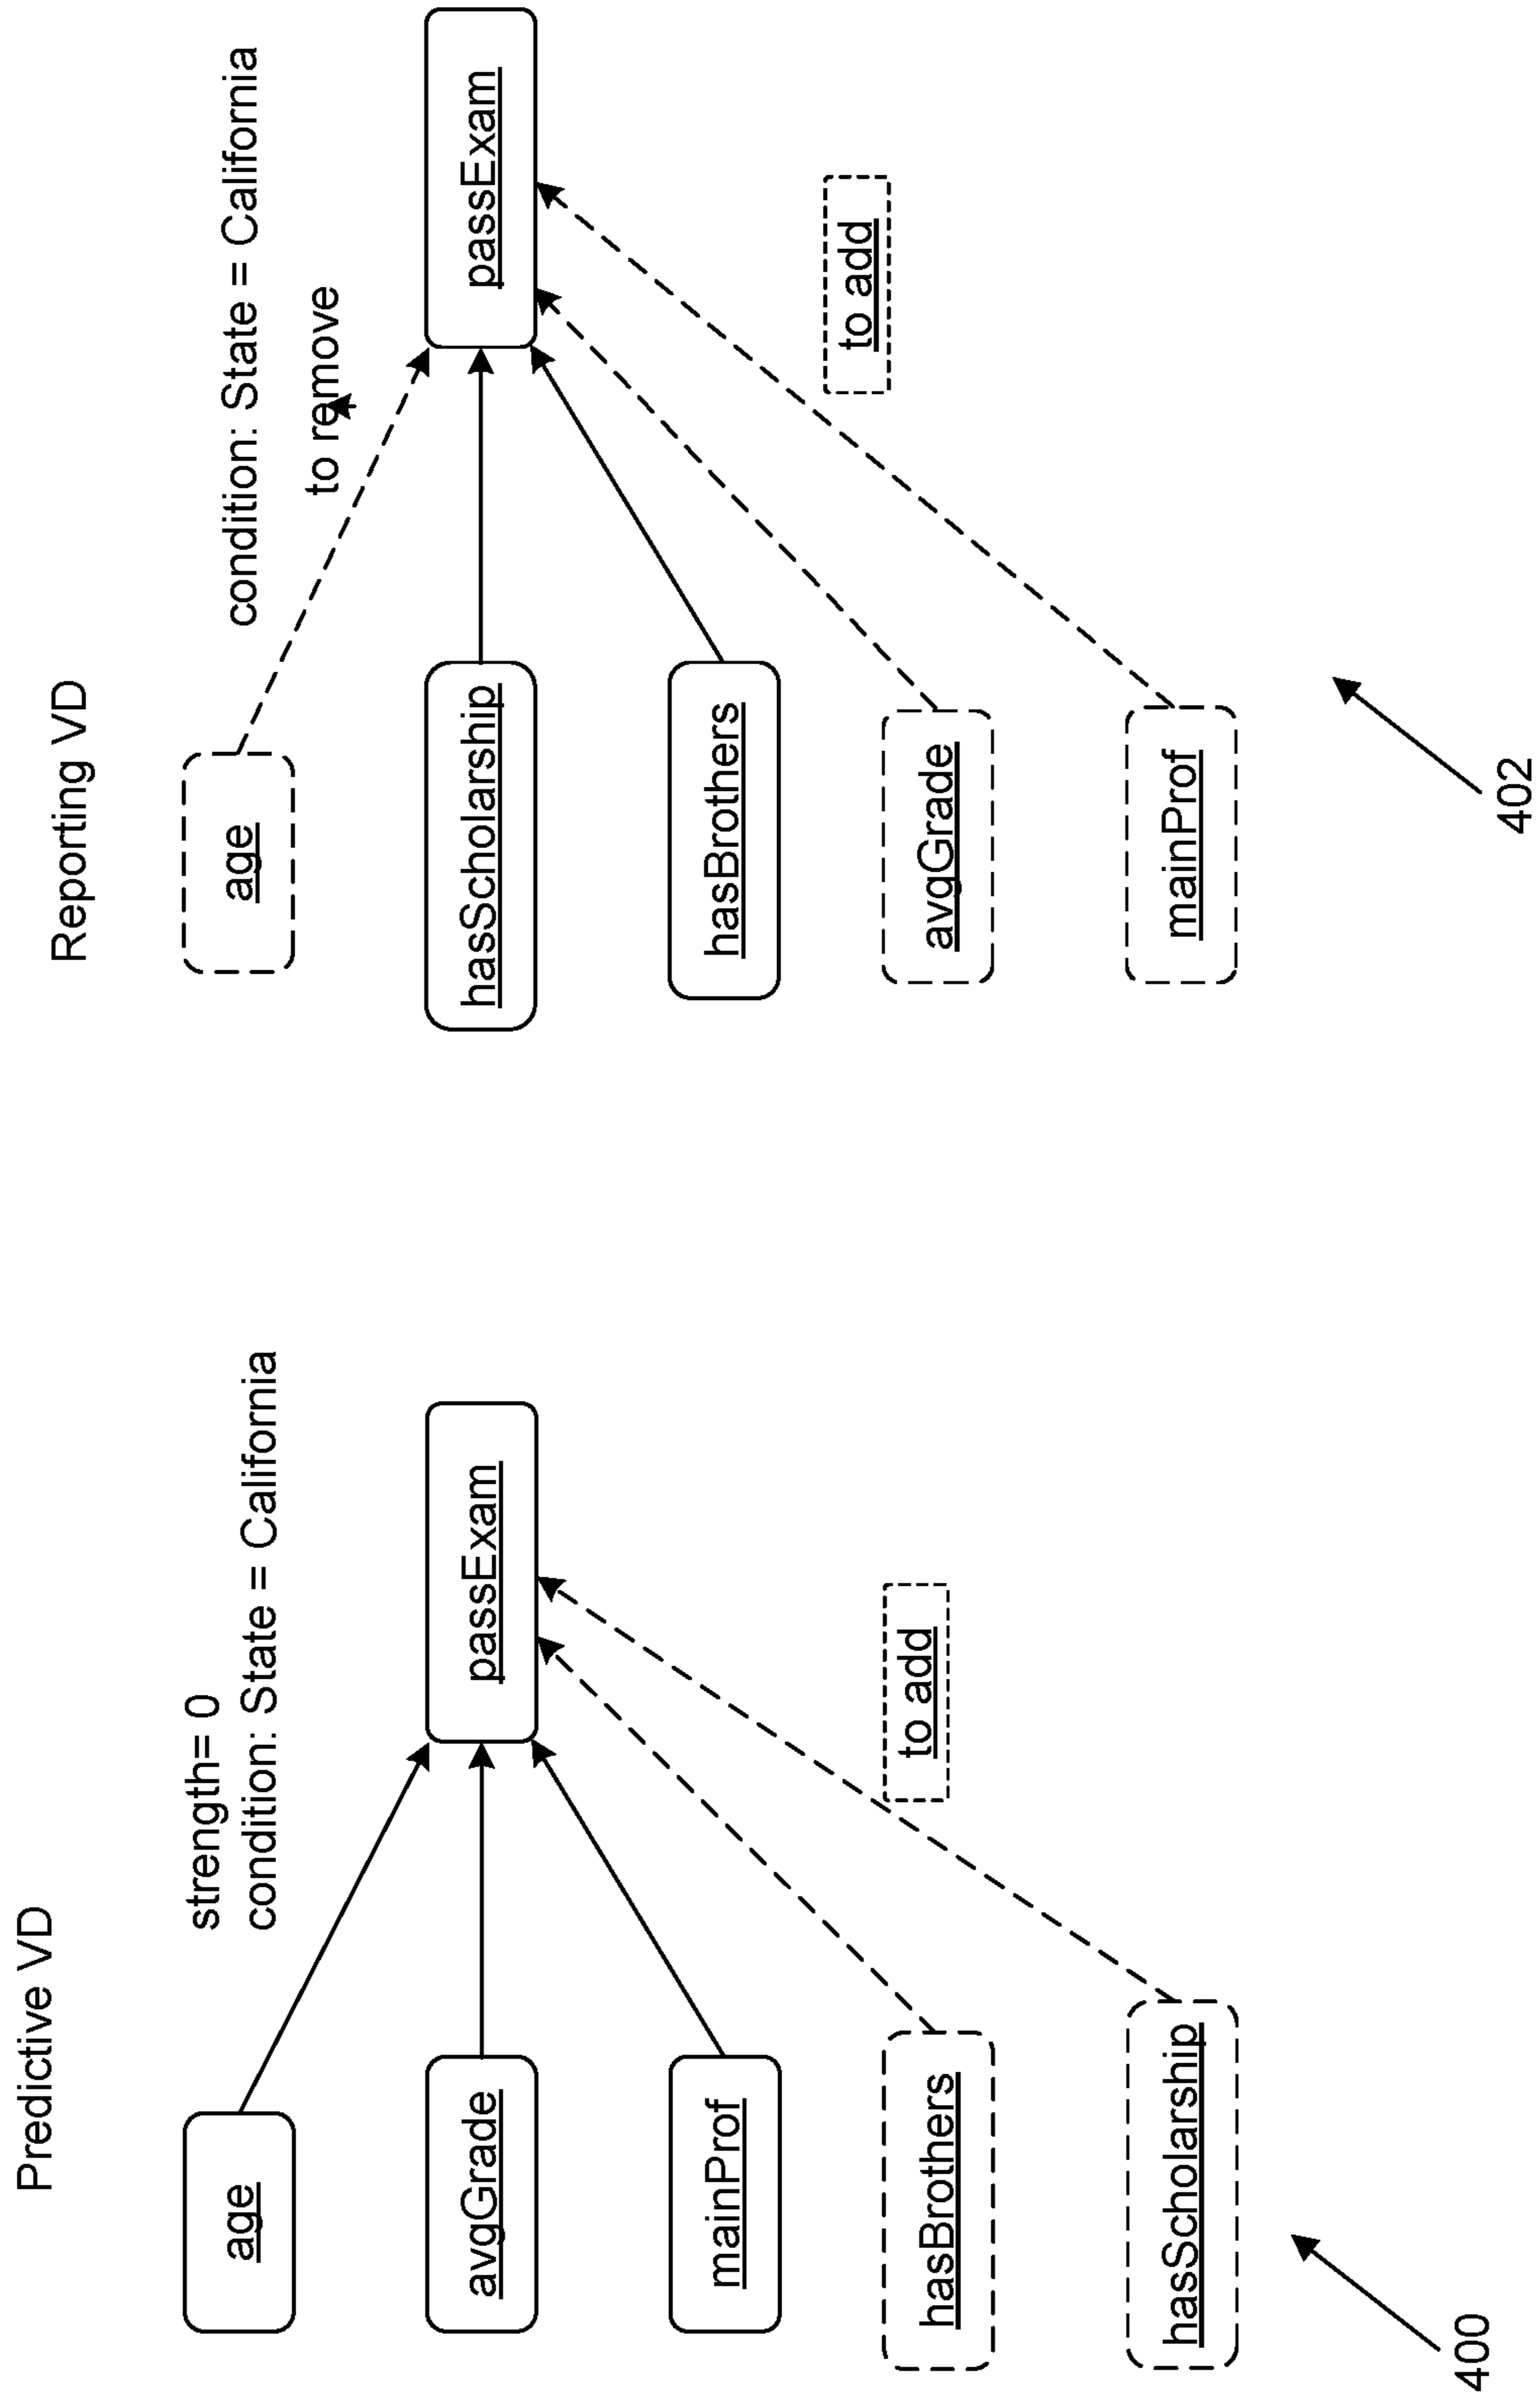 Predictive VD
strength= 0
condition: State = California
age
avgGrade
passExam
mainProf
hasBrothers
to add
hasScholarship
400
Reporting VD
condition: State = California
to remove
age
hasScholarship
passExam
hasBrothers
to add
avgGrade
mainProf
402